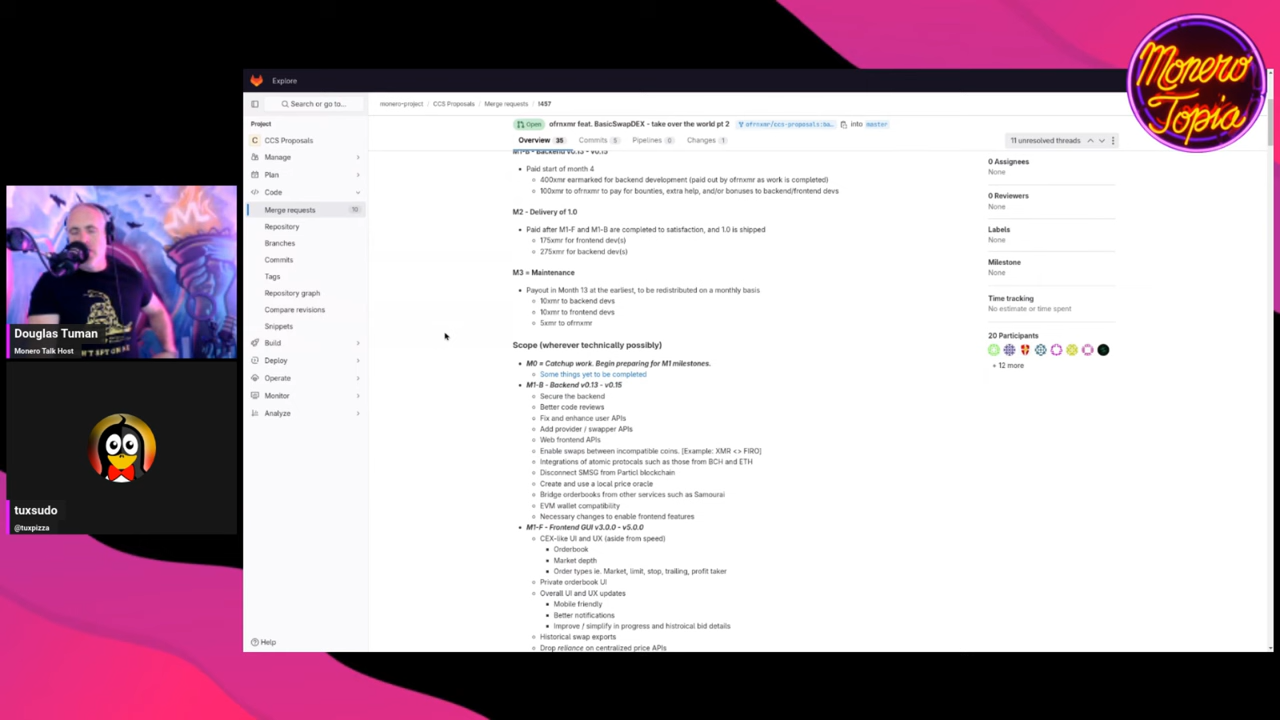 Monero
Topia
Explore
Search or go to...
monero-project > CCS Proposals > Merge requests > !457
Project
CCS Proposals
Manage
Plan
Code
Merge requests 10
Repository
Branches
Commits
Tags
Repository graph
Compare revisions
Snippets
Build
Deploy
Operate
Monitor
Analyze
Help
Open ofrnxmr feat. BasicSwapDEX - take over the world pt 2 ofrnxmr/ccs-proposals:ba... into master
Overview 35 Commits 5 Pipelines 0 Changes 1
11 unresolved threads
M1-B - Backend v0.13 - v0.15
Paid start of month 4
400xmr earmarked for backend development (paid out by ofrnxmr as work is completed)
100xmr to ofrnxmr to pay for bounties, extra help, and/or bonuses to backend/frontend devs
M2 - Delivery of 1.0
Paid after M1-F and M1-B are completed to satisfaction, and 1.0 is shipped
175xmr for frontend dev(s)
275xmr for backend dev(s)
M3 = Maintenance
Payout in Month 13 at the earliest, to be redistributed on a monthly basis
10xmr to backend devs
10xmr to frontend devs
5xmr to ofrnxmr
Scope (wherever technically possibly)
M0 = Catchup work. Begin preparing for M1 milestones.
Some things yet to be completed
M1-B - Backend v0.13 - v0.15
Secure the backend
Better code reviews
Fix and enhance user APIs
Add provider / swapper APIs
Web frontend APIs
Enable swaps between incompatible coins. [Example: XMR <> FIRO]
Integrations of atomic protocals such as those from BCH and ETH
Disconnect SMSG from Particl blockchain
Create and use a local price oracle
Bridge orderbooks from other services such as Samourai
EVM wallet compatibility
Necessary changes to enable frontend features
M1-F - Frontend GUI v3.0.0 - v5.0.0
CEX-like UI and UX (aside from speed)
Orderbook
Market depth
Order types ie. Market, limit, stop, trailing, profit taker
Private orderbook UI
Overall UI and UX updates
Mobile friendly
Better notifications
Improve / simplify in progress and histroical bid details
Historical swap exports
Drop reliance on centralized price APIs
0 Assignees
None
0 Reviewers
None
Labels
None
Milestone
None
Time tracking
No estimate or time spent
20 Participants
+ 12 more
Douglas Tuman
Monero Talk Host
tuxsudo
@tuxpizza